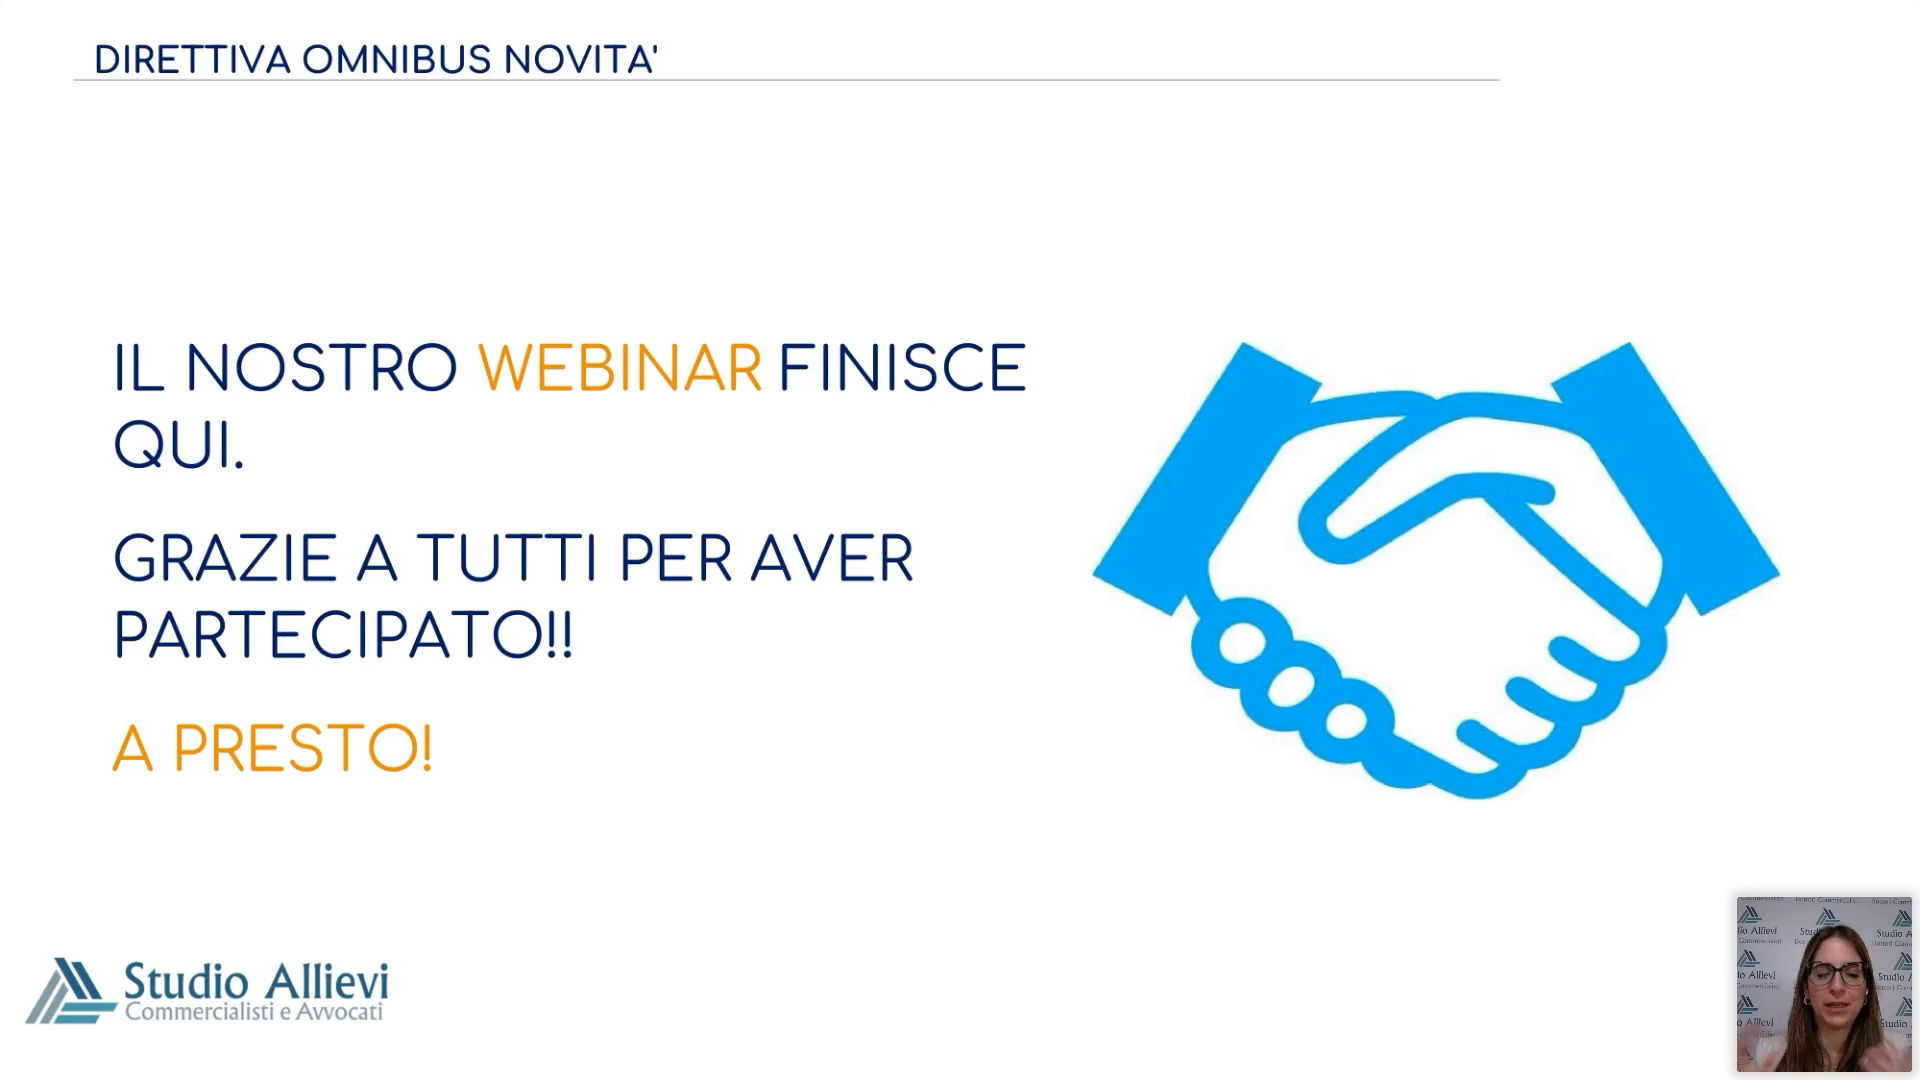 DIRETTIVA OMNIBUS NOVITA'
IL NOSTRO WEBINAR FINISCE
QUI.
GRAZIE A TUTTI PER AVER
PARTECIPATO!!
A PRESTO!
Studio Allievi
Commercialisti e Avvocati